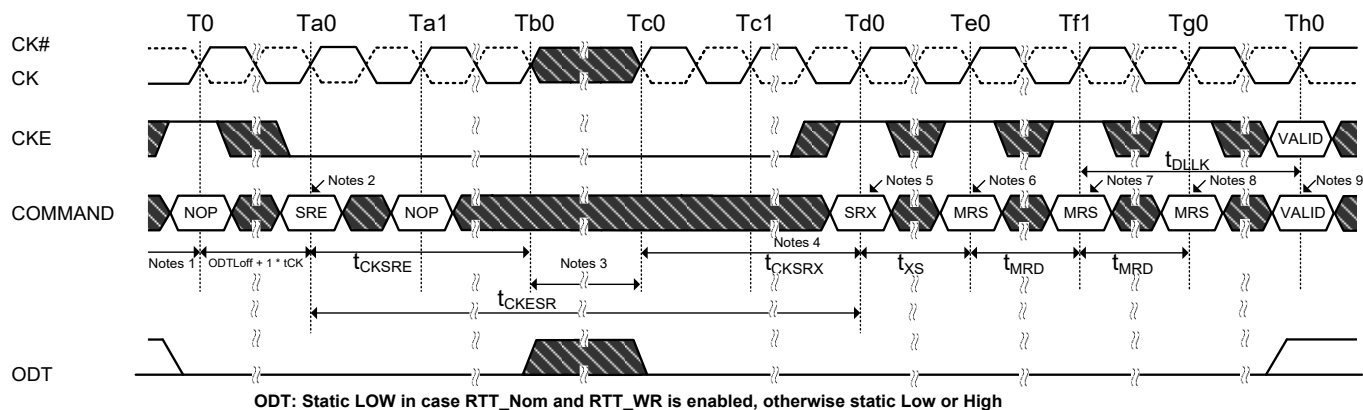 T0 Ta0 Ta1 Tb0 Tc0 Tc1 Td0 Te0 Tf1 Tg0 Th0
CK#
CK
CKE
VALID
tDLLK
Notes 2 Notes 5 Notes 6 Notes 7 Notes 8 Notes 9
COMMAND
NOP SRE NOP SRX MRS MRS MRS VALID
Notes 1 ODTLoff + 1 * tCK tCKSRE Notes 3 Notes 4 tCKSRX tXS tMRD tMRD
tCKESR
ODT
ODT: Static LOW in case RTT_Nom and RTT_WR is enabled, otherwise static Low or High